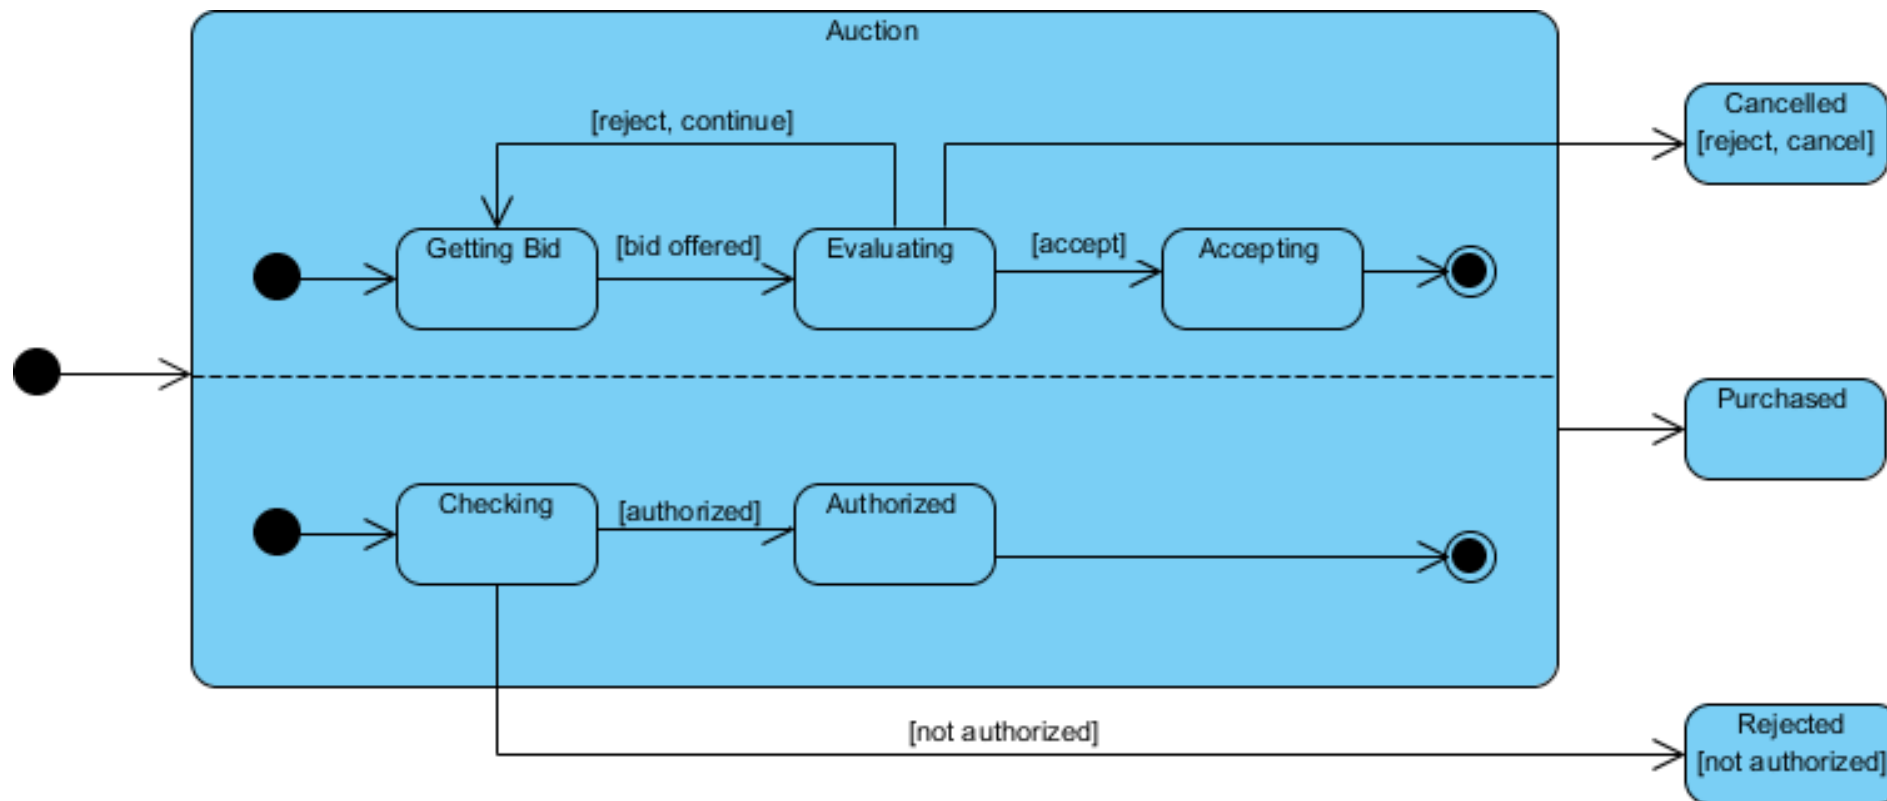 Auction
Cancelled
[reject, cancel]
[reject, continue]
Getting Bid
[bid offered]
Evaluating
[accept]
Accepting
Purchased
Checking
[authorized]
Authorized
[not authorized]
Rejected
[not authorized]